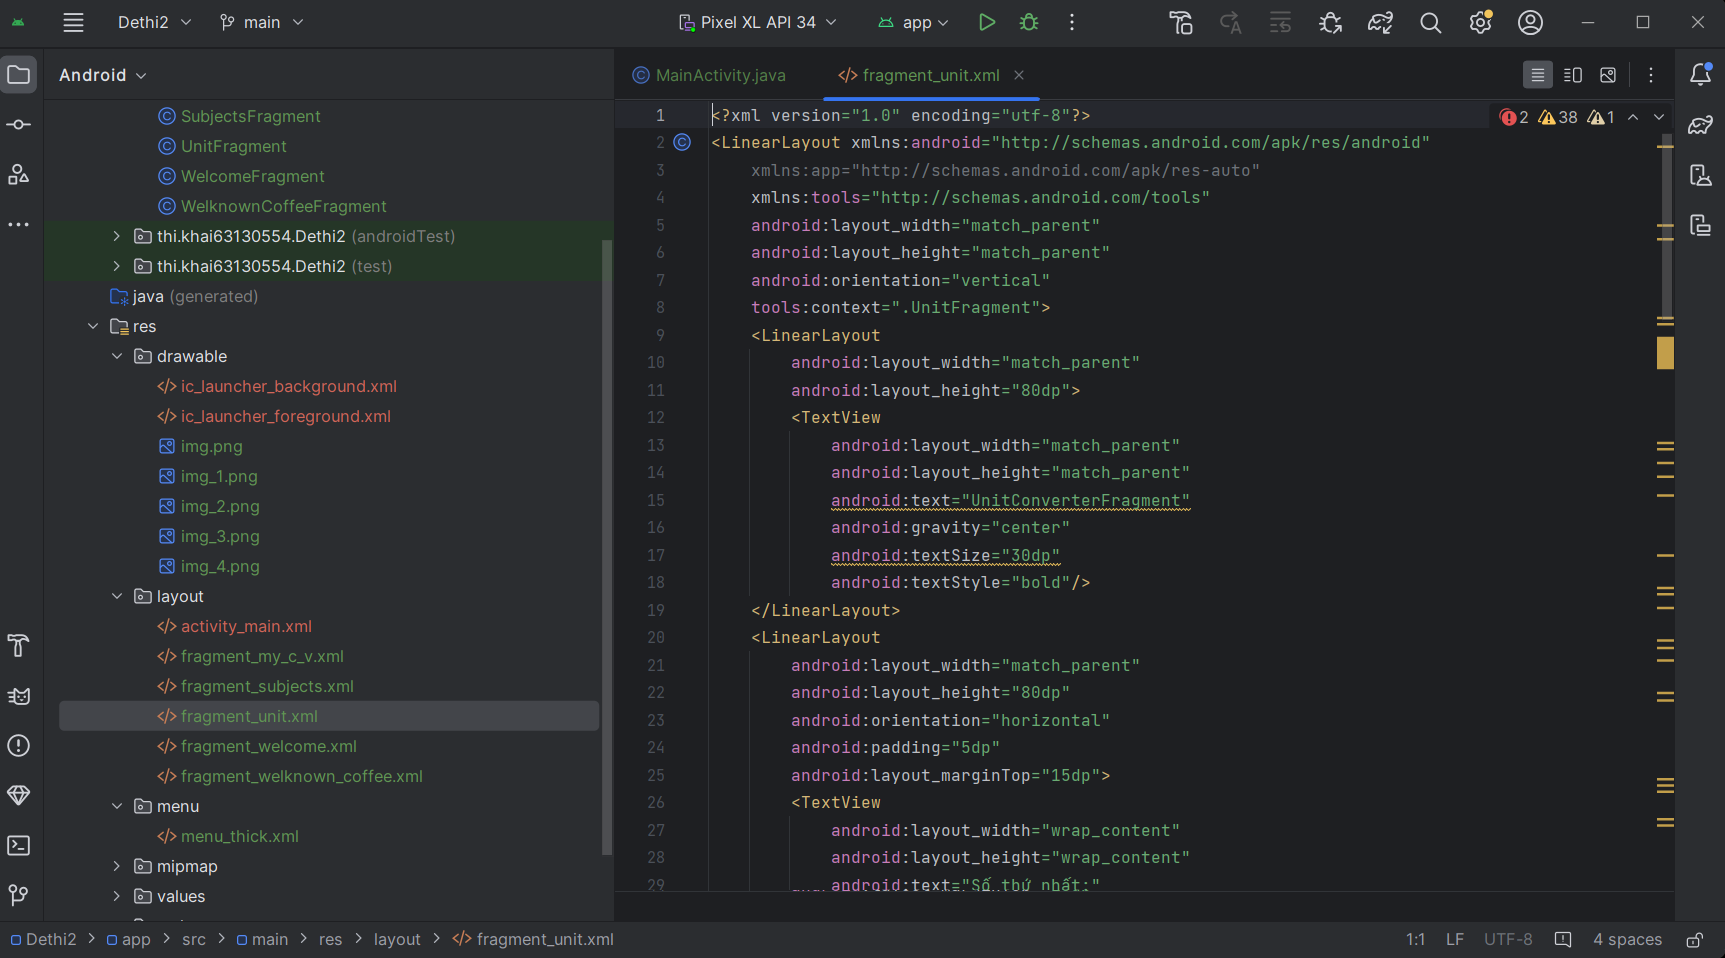 Dethi2
main
Pixel XL API 34
app
Android
SubjectsFragment
UnitFragment
WelcomeFragment
WelknownCoffeeFragment
thi.khai63130554.Dethi2 (androidTest)
thi.khai63130554.Dethi2 (test)
java (generated)
res
drawable
ic_launcher_background.xml
ic_launcher_foreground.xml
img.png
img_1.png
img_2.png
img_3.png
img_4.png
layout
activity_main.xml
fragment_my_c_v.xml
fragment_subjects.xml
fragment_unit.xml
fragment_welcome.xml
fragment_welknown_coffee.xml
menu
menu_thick.xml
mipmap
values
MainActivity.java
fragment_unit.xml
2 38 1
1 <?xml version="1.0" encoding="utf-8"?>
2 <LinearLayout xmlns:android="http://schemas.android.com/apk/res/android"
3 xmlns:app="http://schemas.android.com/apk/res-auto"
4 xmlns:tools="http://schemas.android.com/tools"
5 android:layout_width="match_parent"
6 android:layout_height="match_parent"
7 android:orientation="vertical"
8 tools:context=".UnitFragment">
9 <LinearLayout
10 android:layout_width="match_parent"
11 android:layout_height="80dp">
12 <TextView
13 android:layout_width="match_parent"
14 android:layout_height="match_parent"
15 android:text="UnitConverterFragment"
16 android:gravity="center"
17 android:textSize="30dp"
18 android:textStyle="bold"/>
19 </LinearLayout>
20 <LinearLayout
21 android:layout_width="match_parent"
22 android:layout_height="80dp"
23 android:orientation="horizontal"
24 android:padding="5dp"
25 android:layout_marginTop="15dp">
26 <TextView
27 android:layout_width="wrap_content"
28 android:layout_height="wrap_content"
29 android:text="Số thứ nhất:"
Dethi2 > app > src > main > res > layout > fragment_unit.xml
1:1 LF UTF-8 4 spaces